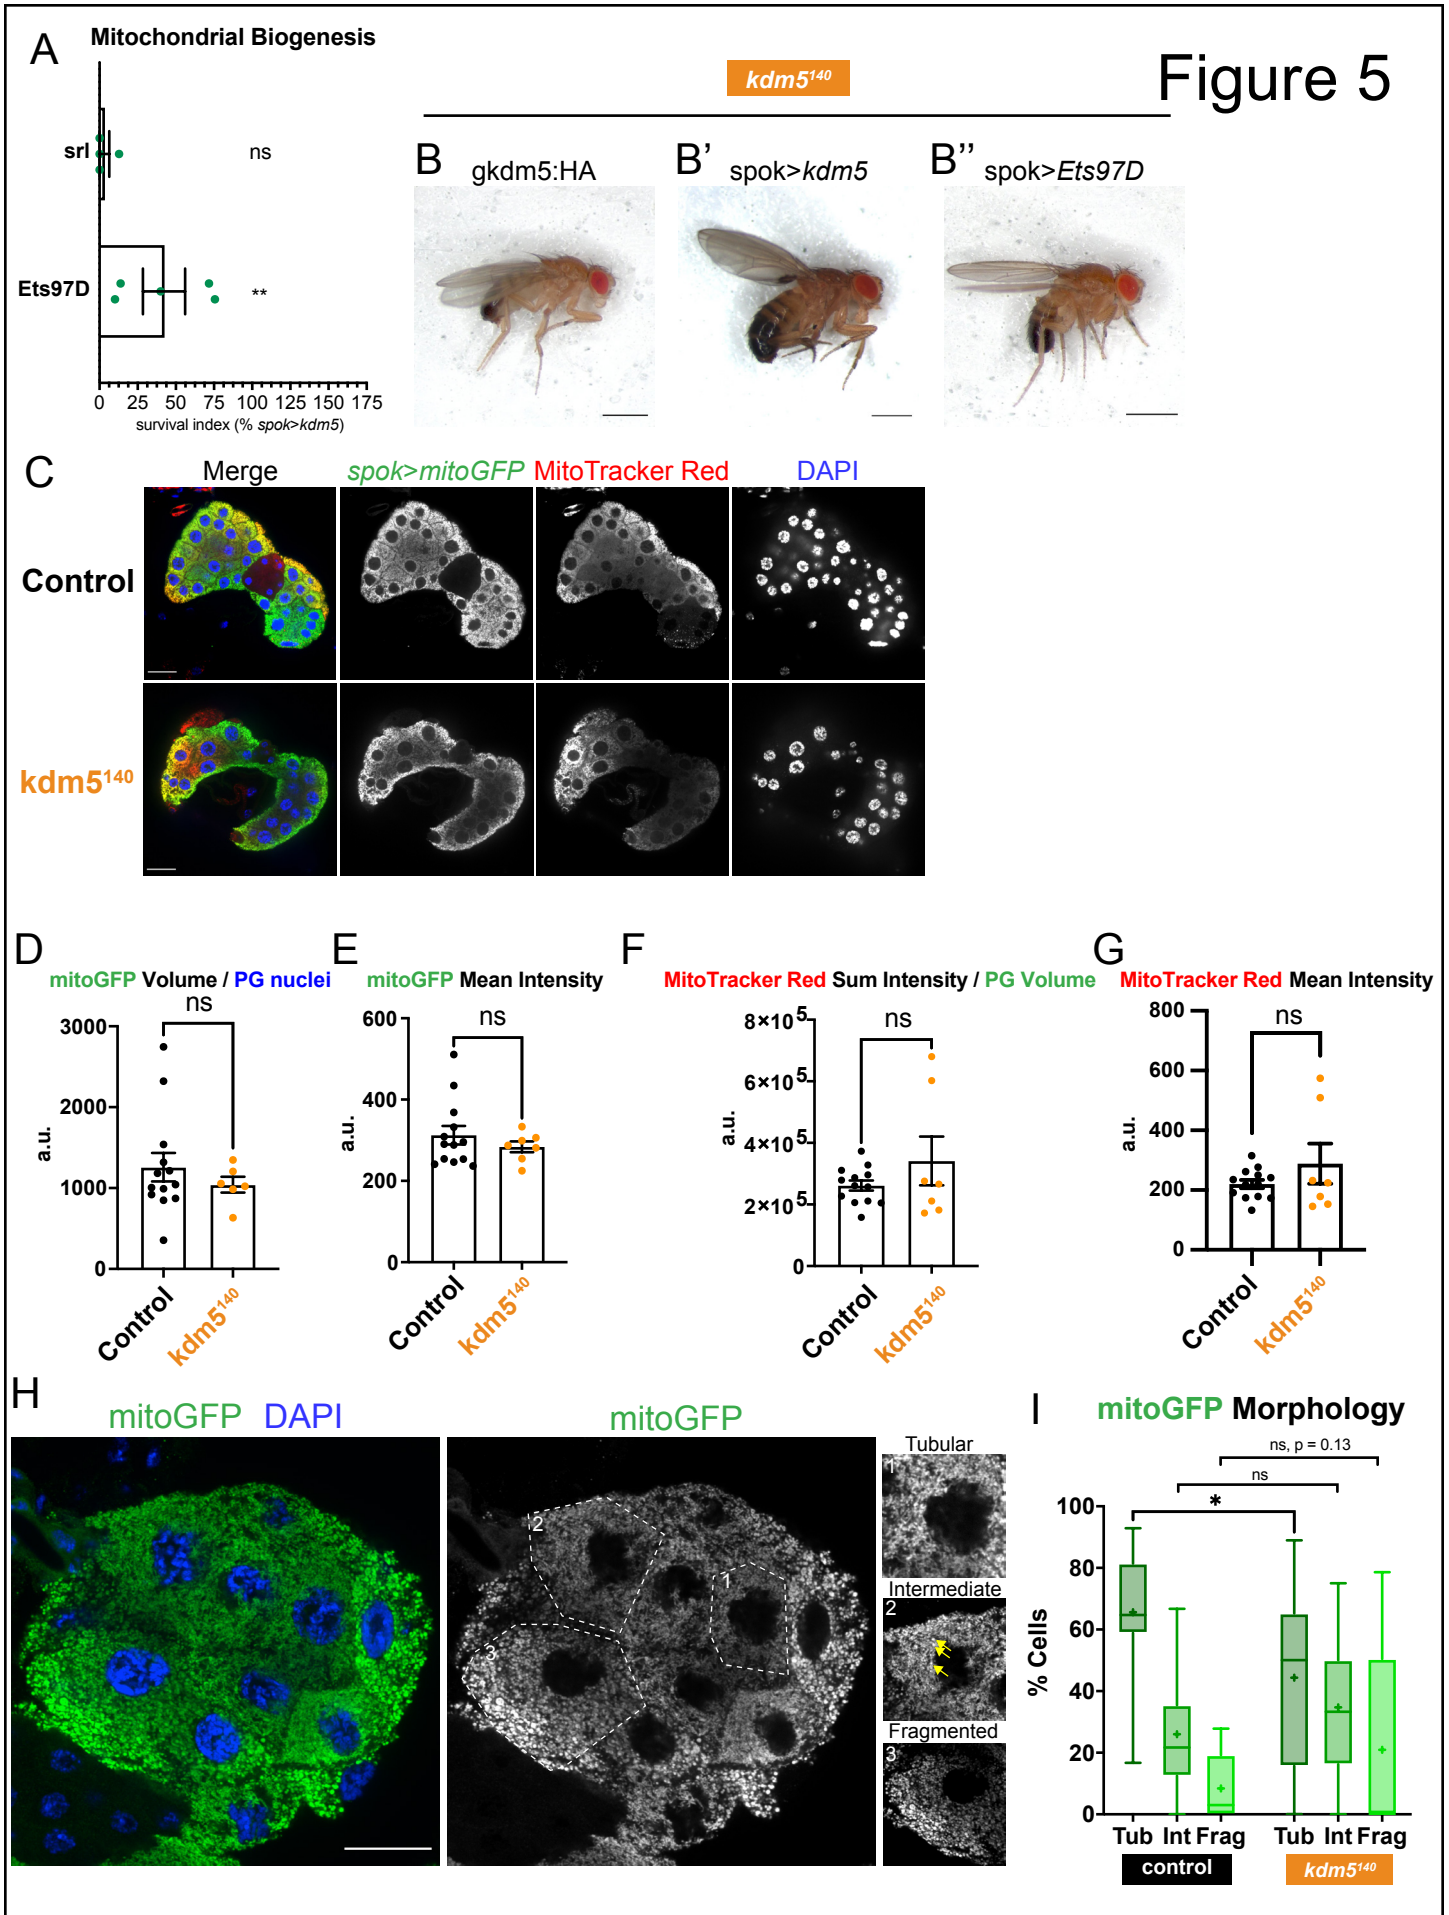 Figure 5
A
Mitochondrial Biogenesis
srl
ns
Ets97D
**
0 25 50 75 100 125 150 175
survival index (% spok>kdm5)
kdm5¹⁴⁰
B gkdm5:HA
B’ spok>kdm5
B’’ spok>Ets97D
C
Merge spok>mitoGFP MitoTracker Red DAPI
Control
kdm5¹⁴⁰
D
mitoGFP Volume / PG nuclei
ns
3000
2000
1000
0
a.u.
Control kdm5¹⁴⁰
E
mitoGFP Mean Intensity
ns
600
400
200
0
a.u.
Control kdm5¹⁴⁰
F
MitoTracker Red Sum Intensity / PG Volume
ns
8×10⁵
6×10⁵
4×10⁵
2×10⁵
0
a.u.
Control kdm5¹⁴⁰
G
MitoTracker Red Mean Intensity
ns
800
600
400
200
0
a.u.
Control kdm5¹⁴⁰
H
mitoGFP DAPI
mitoGFP
2
1
3
Tubular
1
Intermediate
2
Fragmented
3
I
mitoGFP Morphology
ns, p = 0.13
ns
*
100
80
60
40
20
0
% Cells
Tub Int Frag Tub Int Frag
control kdm5¹⁴⁰